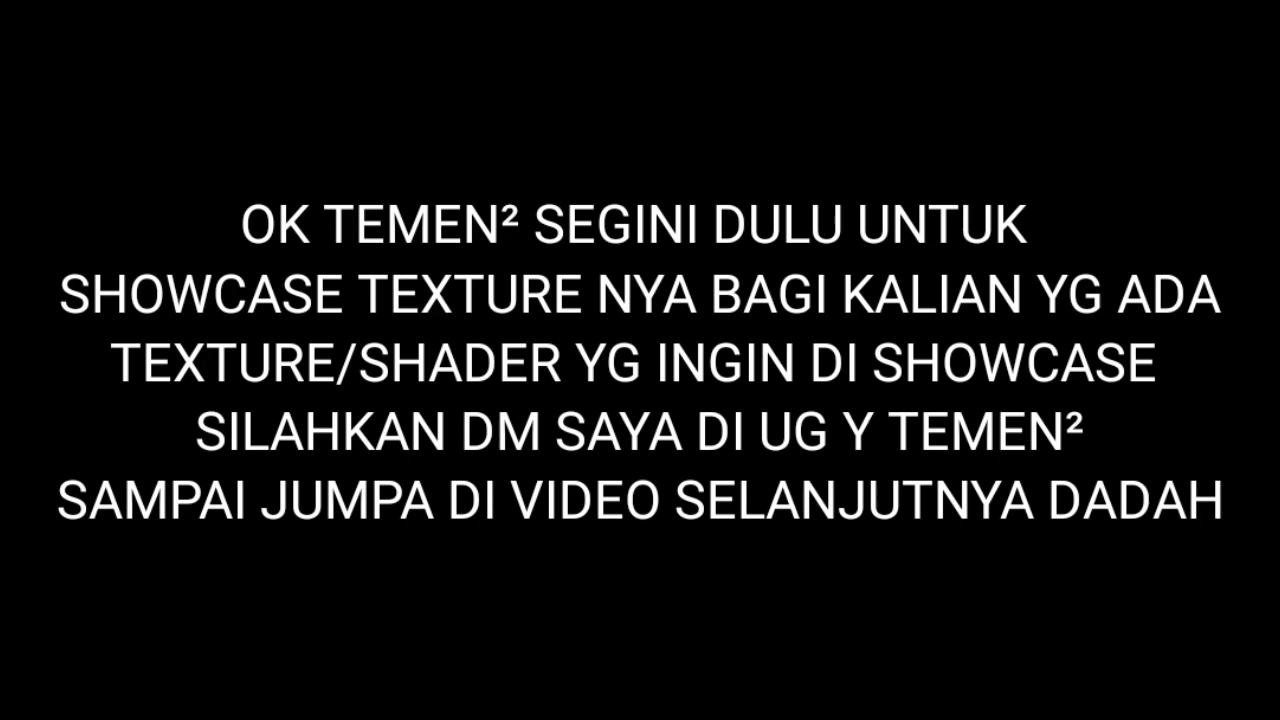 OK TEMEN² SEGINI DULU UNTUK
SHOWCASE TEXTURE NYA BAGI KALIAN YG ADA
TEXTURE/SHADER YG INGIN DI SHOWCASE
SILAHKAN DM SAYA DI UG Y TEMEN²
SAMPAI JUMPA DI VIDEO SELANJUTNYA DADAH